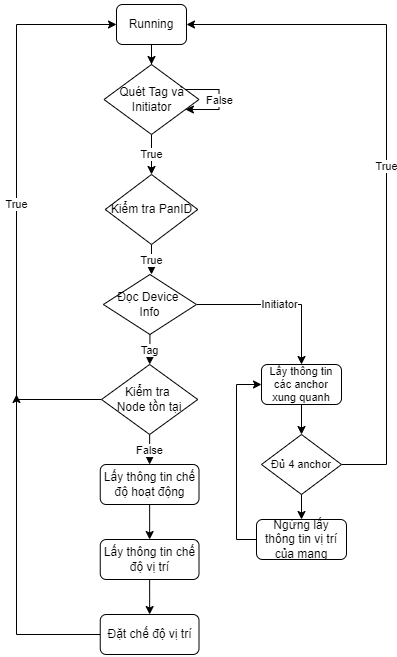 Running
Quét Tag và
Initiator
False
True
Kiểm tra PanID
True
True
True
Đọc Device
Info
Initiator
Tag
Lấy thông tin
các anchor
xung quanh
Kiểm tra
Node tồn tại
False
Đủ 4 anchor
Lấy thông tin chế
độ hoạt động
Ngừng lấy
thông tin vị trí
của mạng
Lấy thông tin chế
độ vị trí
Đặt chế độ vị trí